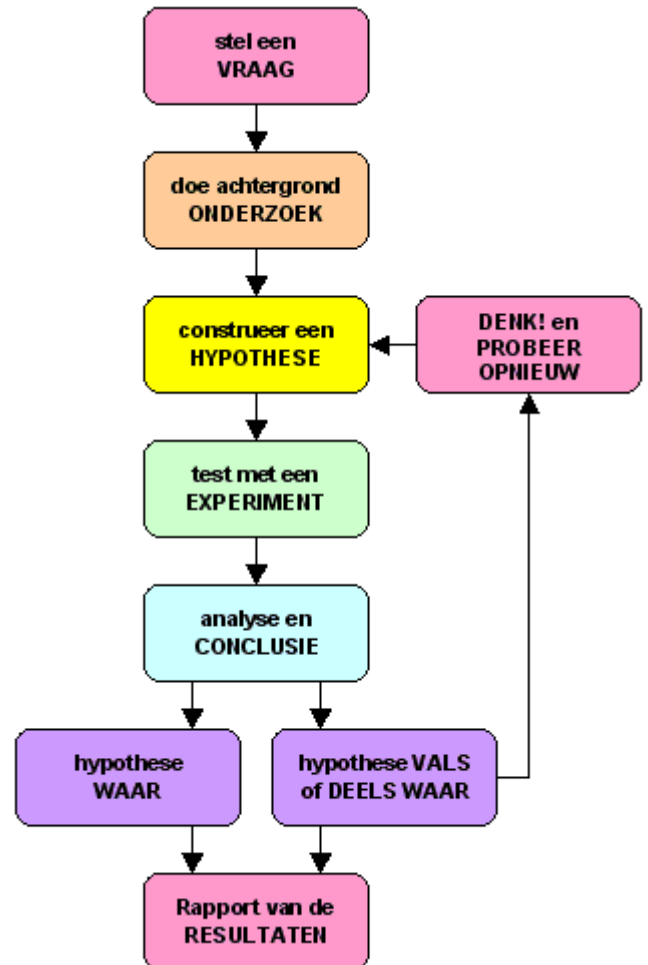 stel een
VRAAG
doe achtergrond
ONDERZOEK
construeer een
HYPOTHESE
DENK! en
PROBEER
OPNIEUW
test met een
EXPERIMENT
analyse en
CONCLUSIE
hypothese
WAAR
hypothese VALS
of DEELS WAAR
Rapport van de
RESULTATEN